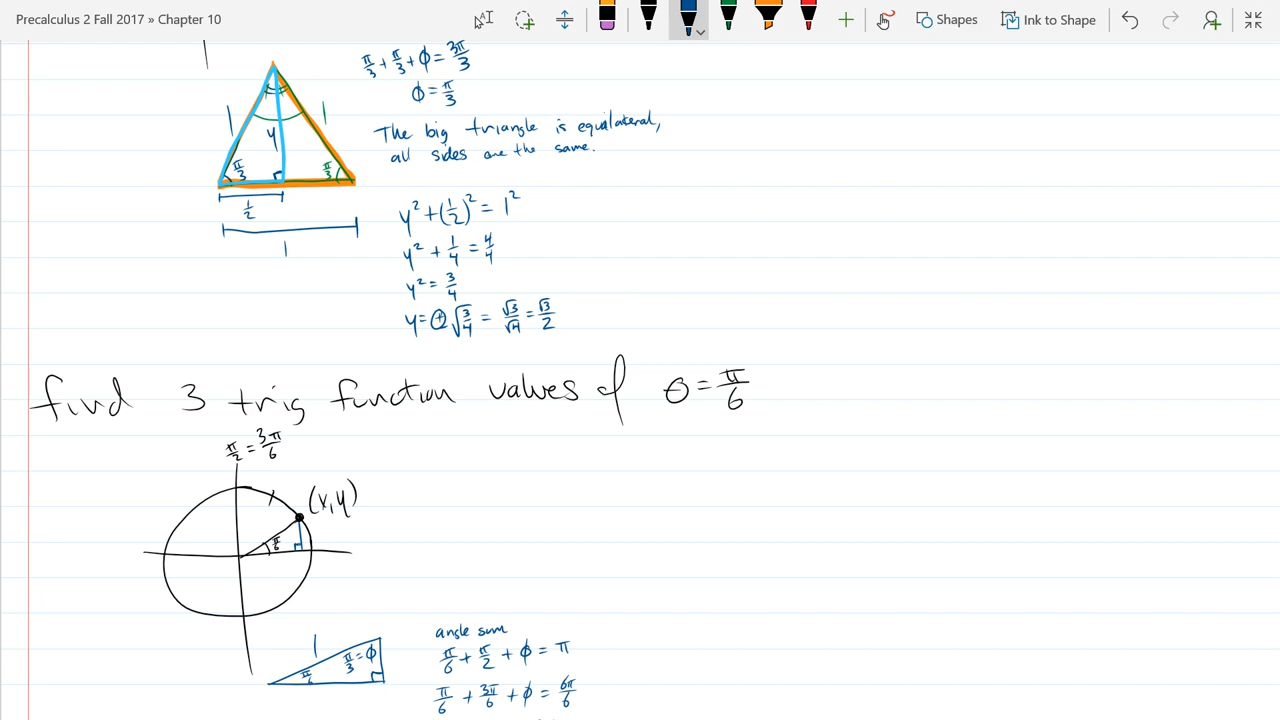 Precalculus 2 Fall 2017 » Chapter 10
Shapes
Ink to Shape
π/3 + π/3 + ϕ = 3π/3
ϕ = π/3
The big triangle is equilateral,
all sides are the same.
1
1
y
π/3
π/3
1/2
1
y² + (1/2)² = 1²
y² + 1/4 = 4/4
y² = 3/4
y = ± √(3/4) = √3/√4 = √3/2
find 3 trig function values of θ = π/6
π/2 = 3π/6
(x,y)
π/6
1
π/3 = ϕ
π/6
angle sum
π/6 + π/2 + ϕ = π
π/6 + 3π/6 + ϕ = 6π/6